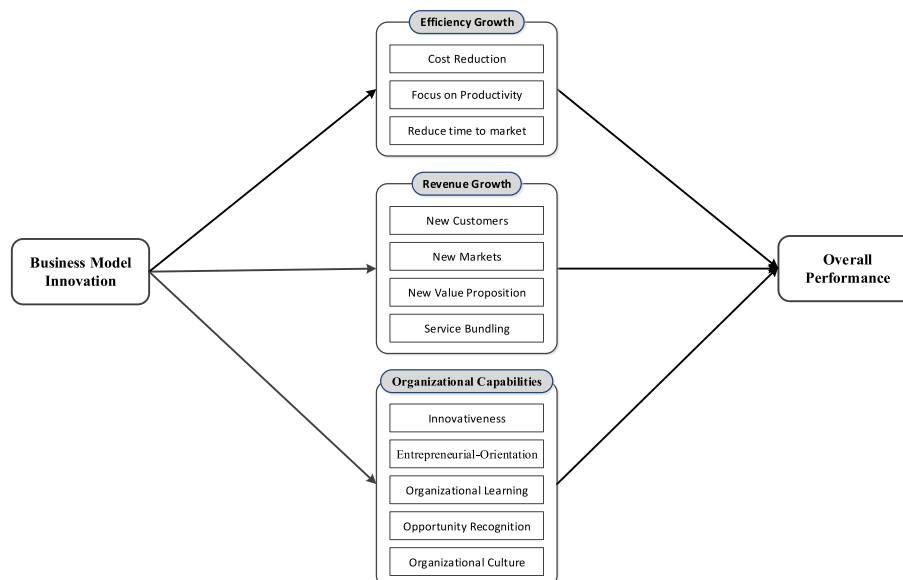 Efficiency Growth
Cost Reduction
Focus on Productivity
Reduce time to market
Revenue Growth
New Customers
New Markets
New Value Proposition
Service Bundling
Business Model
Innovation
Overall
Performance
Organizational Capabilities
Innovativeness
Entrepreneurial-Orientation
Organizational Learning
Opportunity Recognition
Organizational Culture